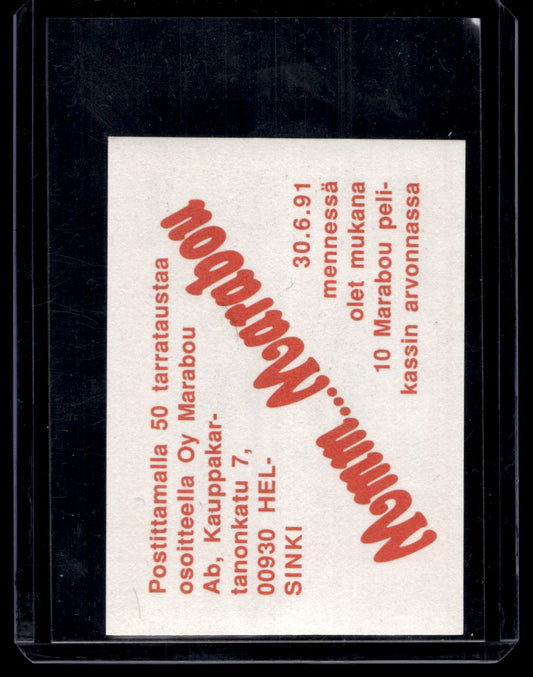 Postittamalla 50 tarrataustaa
osoitteella Oy Marabou
Ab, Kauppakar-
tanonkatu 7,
00930 HEL-
SINKI
Mmm...Marabou
30.6.91
mennessä
olet mukana
10 Marabou peli-
kassin arvonnassa